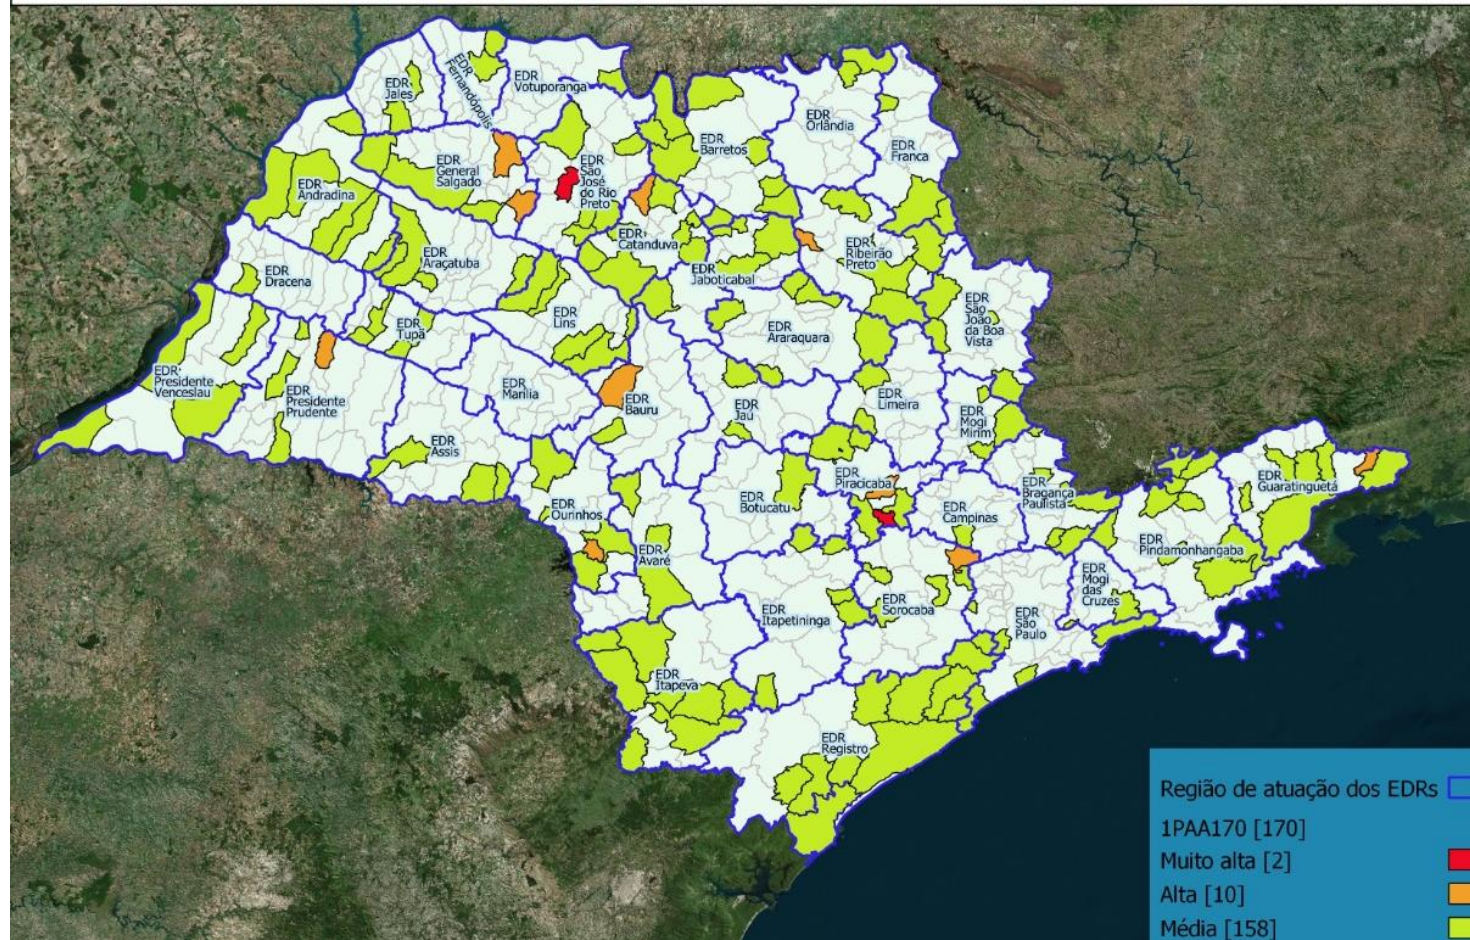 EDR
Jales
EDR
Fernandópolis
EDR
Votuporanga
EDR
Orlândia
EDR
Barretos
EDR
Franca
EDR
General
Salgado
EDR
São
José
do Rio
Preto
EDR
Andradina
EDR
Catanduva
EDR
Ribeirão
Preto
EDR
Araçatuba
EDR
Jaboticabal
EDR
Dracena
EDR
Lins
EDR
Tupã
EDR
Araraquara
EDR
São
João
da Boa
Vista
EDR
Presidente
Venceslau
EDR
Presidente
Prudente
EDR
Marília
EDR
Bauru
EDR
Jaú
EDR
Limeira
EDR
Mogi
Mirim
EDR
Assis
EDR
Piracicaba
EDR
Guaratinguetá
EDR
Ourinhos
EDR
Botucatu
EDR
Campinas
EDR
Bragança
Paulista
EDR
Pindamonhangaba
EDR
Avaré
EDR
Mogi
das
Cruzes
EDR
Sorocaba
EDR
Itapetininga
EDR
São
Paulo
EDR
Itapeva
EDR
Registro
Região de atuação dos EDRs
1PAA170 [170]
Muito alta [2]
Alta [10]
Média [158]